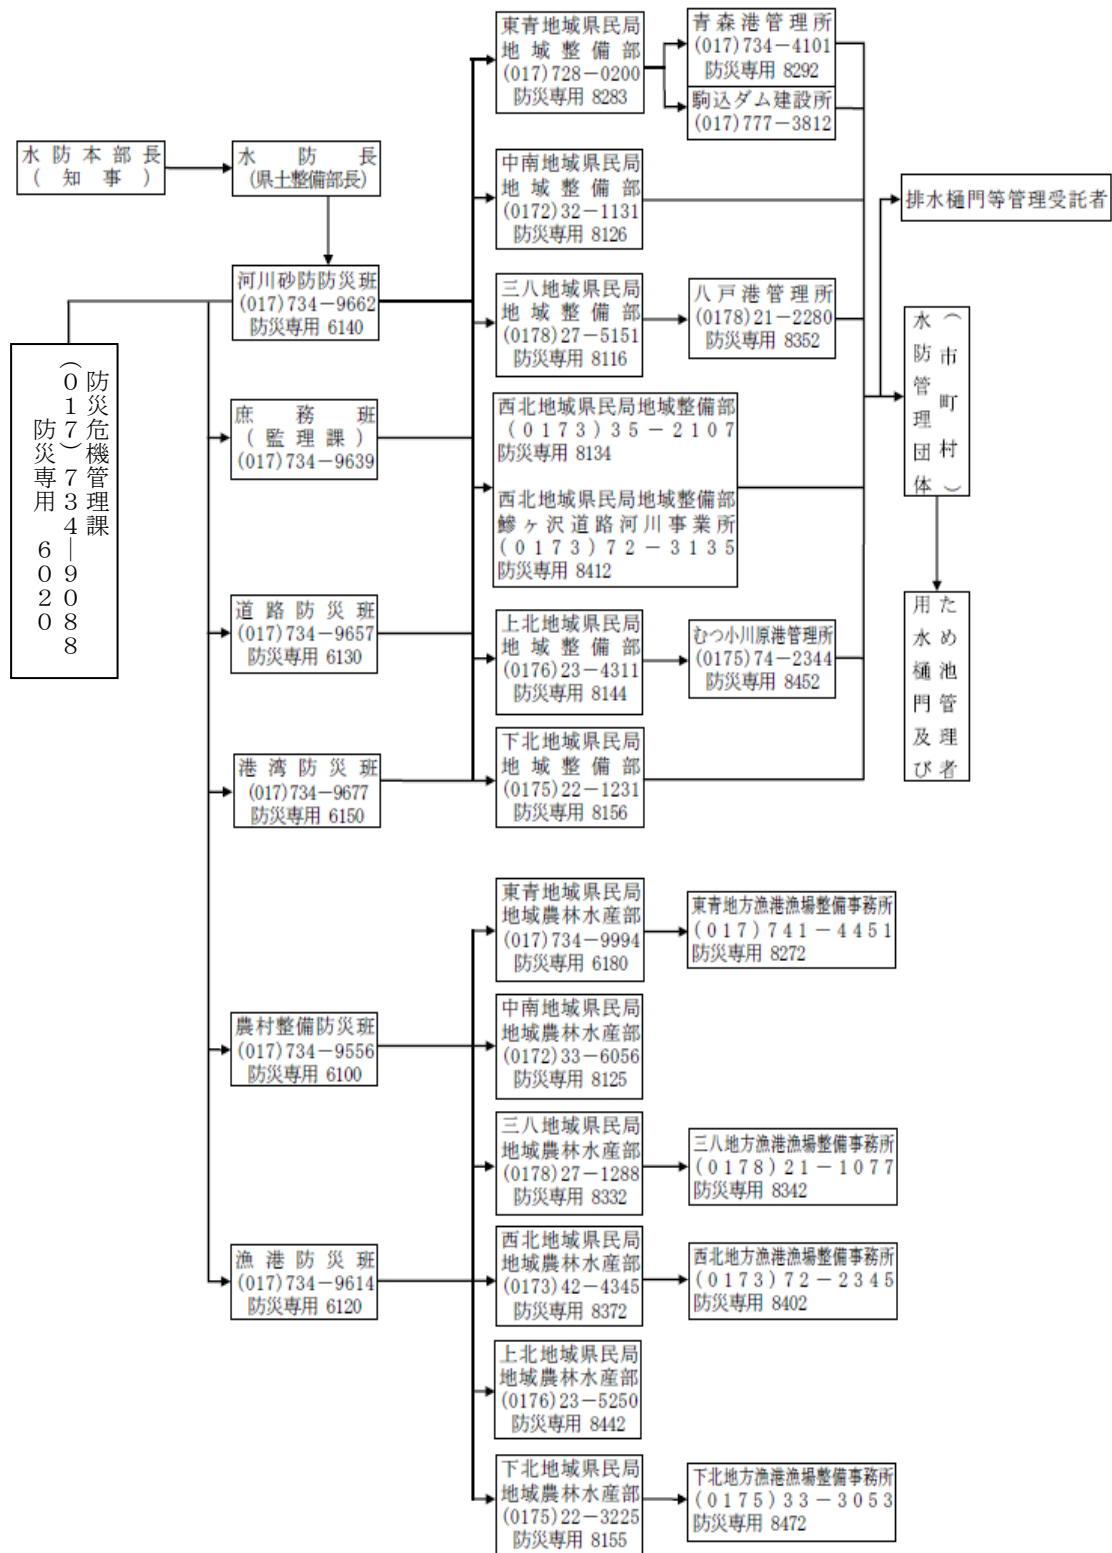 水防本部長
（知事）
水防長
(県土整備部長)
河川砂防防災班
(017)734－9662
防災専用 6140
防災危機管理課
(017)734―9088
防災専用 6020
庶務班
(監理課)
(017)734－9639
道路防災班
(017)734－9657
防災専用 6130
港湾防災班
(017)734－9677
防災専用 6150
農村整備防災班
(017)734－9556
防災専用 6100
漁港防災班
(017)734－9614
防災専用 6120
東青地域県民局
地域整備部
(017)728－0200
防災専用 8283
青森港管理所
(017)734－4101
防災専用 8292
駒込ダム建設所
(017)777－3812
中南地域県民局
地域整備部
(0172)32－1131
防災専用 8126
三八地域県民局
地域整備部
(0178)27－5151
防災専用 8116
八戸港管理所
(0178)21－2280
防災専用 8352
西北地域県民局地域整備部
(0173)35－2107
防災専用 8134
西北地域県民局地域整備部
鰺ヶ沢道路河川事業所
(0173)72－3135
防災専用 8412
上北地域県民局
地域整備部
(0176)23－4311
防災専用 8144
むつ小川原港管理所
(0175)74－2344
防災専用 8452
下北地域県民局
地域整備部
(0175)22－1231
防災専用 8156
排水樋門等管理受託者
（市町村）
水防管理団体
用水樋門及び
ため池管理者
東青地域県民局
地域農林水産部
(017)734－9994
防災専用 6180
東青地方漁港漁場整備事務所
(017)741－4451
防災専用 8272
中南地域県民局
地域農林水産部
(0172)33－6056
防災専用 8125
三八地域県民局
地域農林水産部
(0178)27－1288
防災専用 8332
三八地方漁港漁場整備事務所
(0178)21－1077
防災専用 8342
西北地域県民局
地域農林水産部
(0173)42－4345
防災専用 8372
西北地方漁港漁場整備事務所
(0173)72－2345
防災専用 8402
上北地域県民局
地域農林水産部
(0176)23－5250
防災専用 8442
下北地域県民局
地域農林水産部
(0175)22－3225
防災専用 8155
下北地方漁港漁場整備事務所
(0175)33－3053
防災専用 8472